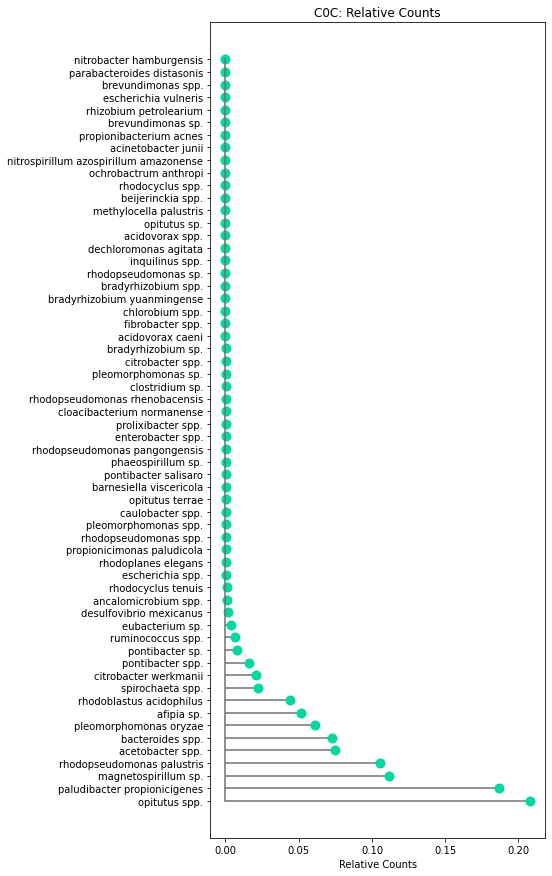 C0C: Relative Counts
nitrobacter hamburgensis
parabacteroides distasonis
brevundimonas spp.
escherichia vulneris
rhizobium petrolearium
brevundimonas sp.
propionibacterium acnes
acinetobacter junii
nitrospirillum azospirillum amazonense
ochrobactrum anthropi
rhodocyclus spp.
beijerinckia spp.
methylocella palustris
opitutus sp.
acidovorax spp.
dechloromonas agitata
inquilinus spp.
rhodopseudomonas sp.
bradyrhizobium spp.
bradyrhizobium yuanmingense
chlorobium spp.
fibrobacter spp.
acidovorax caeni
bradyrhizobium sp.
citrobacter spp.
pleomorphomonas sp.
clostridium sp.
rhodopseudomonas rhenobacensis
cloacibacterium normanense
prolixibacter spp.
enterobacter spp.
rhodopseudomonas pangongensis
phaeospirillum sp.
pontibacter salisaro
barnesiella viscericola
opitutus terrae
caulobacter spp.
pleomorphomonas spp.
rhodopseudomonas spp.
propionicimonas paludicola
rhodoplanes elegans
escherichia spp.
rhodocyclus tenuis
ancalomicrobium spp.
desulfovibrio mexicanus
eubacterium sp.
ruminococcus spp.
pontibacter sp.
pontibacter spp.
citrobacter werkmanii
spirochaeta spp.
rhodoblastus acidophilus
afipia sp.
pleomorphomonas oryzae
bacteroides spp.
acetobacter spp.
rhodopseudomonas palustris
magnetospirillum sp.
paludibacter propionicigenes
opitutus spp.
0.00 0.05 0.10 0.15 0.20
Relative Counts